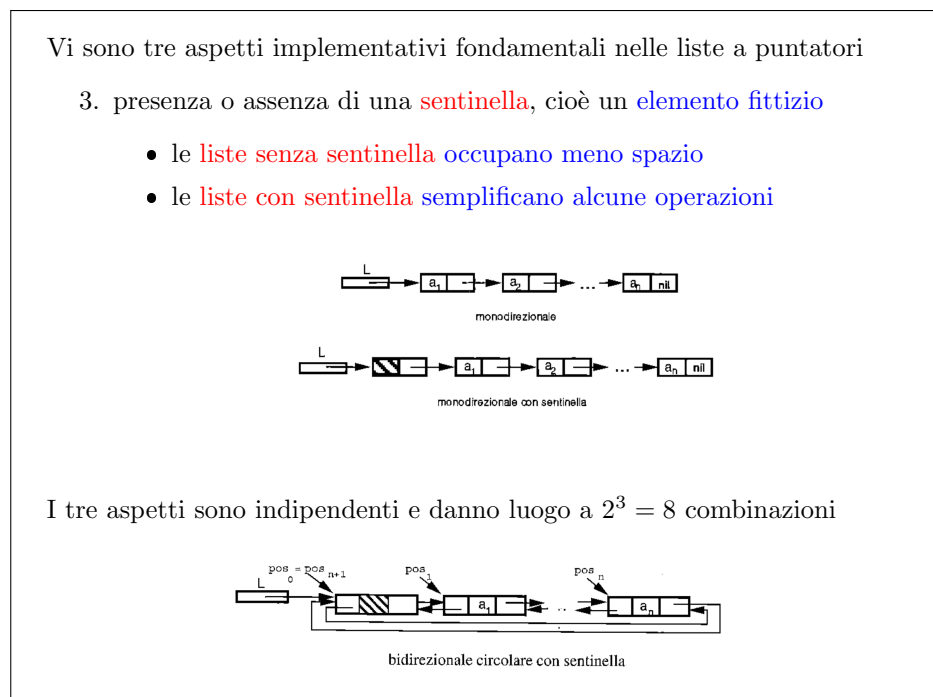 Vi sono tre aspetti implementativi fondamentali nelle liste a puntatori
3. presenza o assenza di una sentinella, cioè un elemento fittizio
• le liste senza sentinella occupano meno spazio
• le liste con sentinella semplificano alcune operazioni
L a₁ a₂ ... aₙ nil
monodirezionale
L a₁ a₂ ... aₙ nil
monodirezionale con sentinella
I tre aspetti sono indipendenti e danno luogo a 2³ = 8 combinazioni
pos₀ = posₙ₊₁ pos₁ posₙ
L a₁ .. aₙ
bidirezionale circolare con sentinella